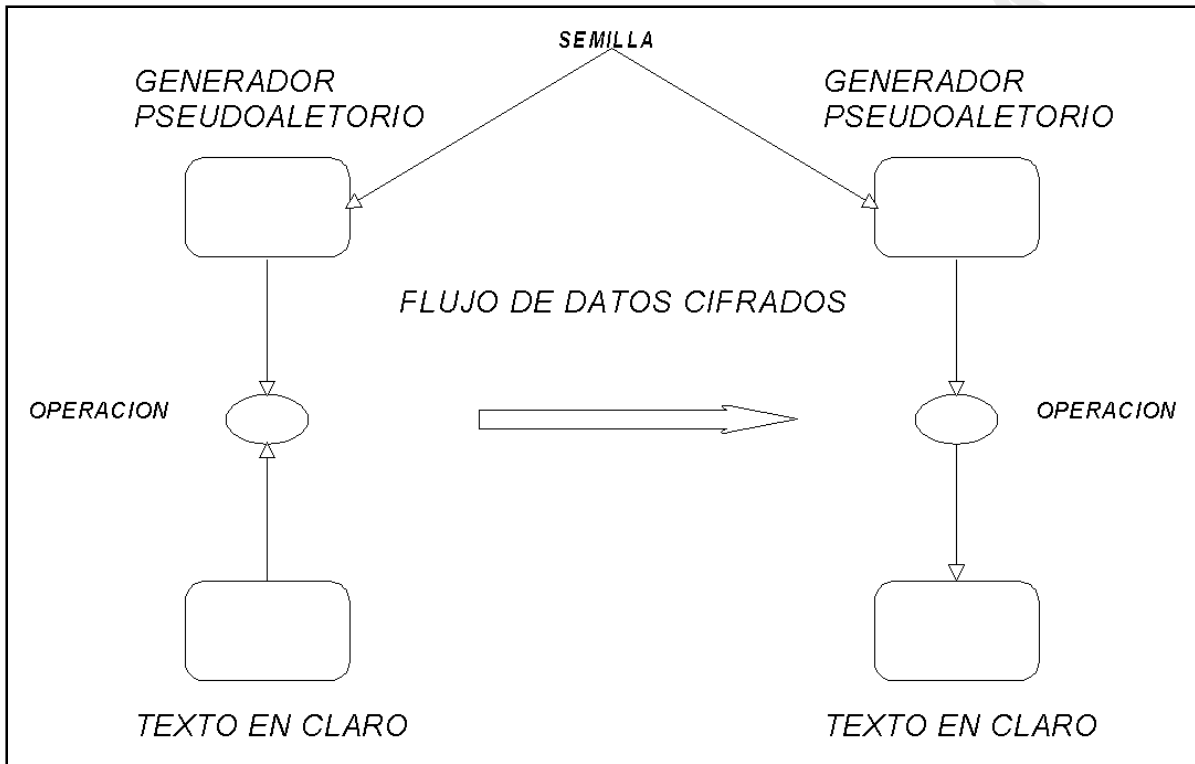 SEMILLA
GENERADOR
PSEUDOALETORIO
GENERADOR
PSEUDOALETORIO
FLUJO DE DATOS CIFRADOS
OPERACION
OPERACION
TEXTO EN CLARO
TEXTO EN CLARO